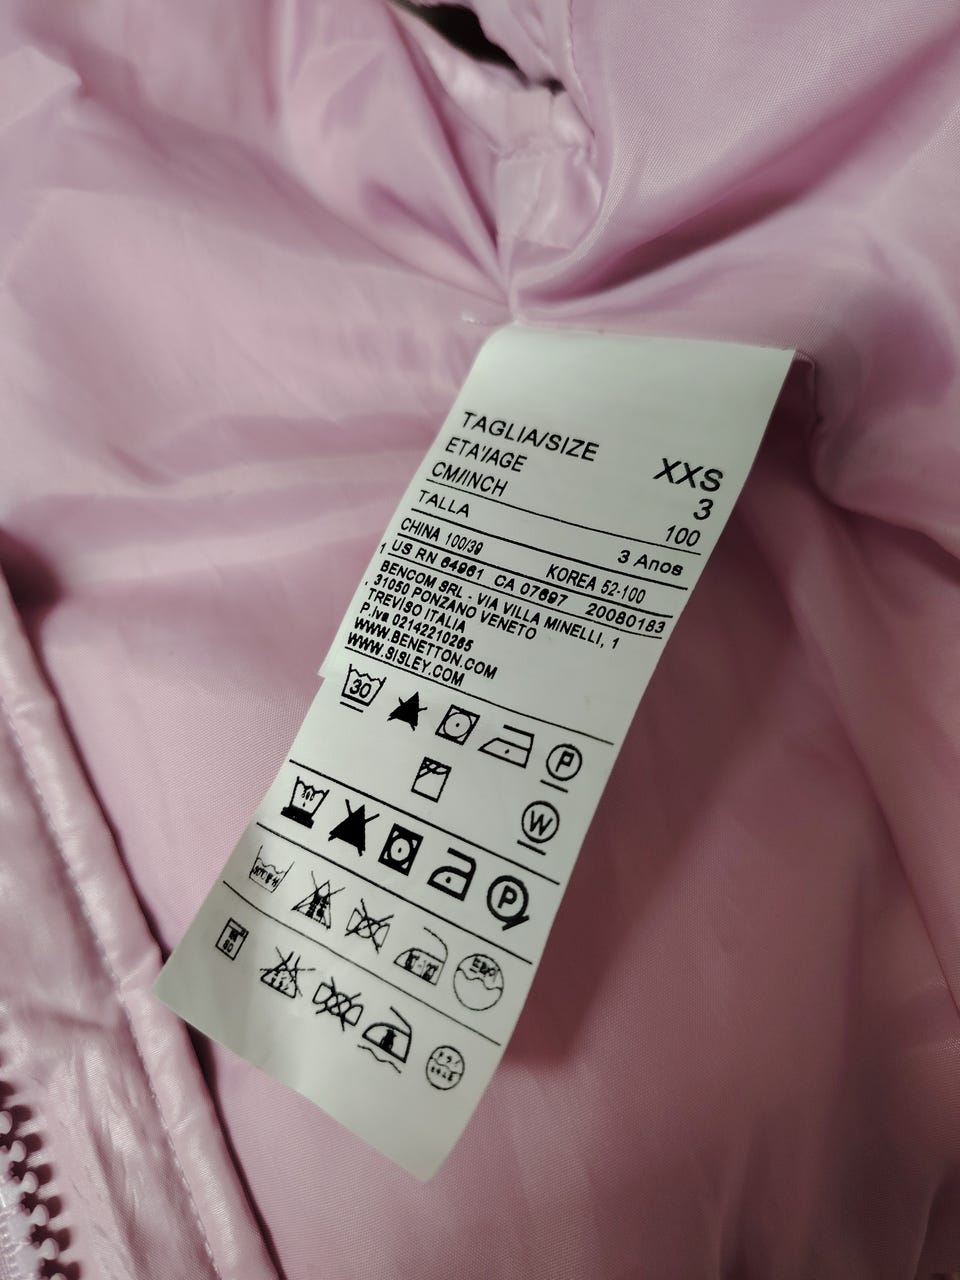 TAGLIA/SIZE XXS
ETA'/AGE 3
CM/INCH 100
TALLA 3 Anos
CHINA 100/39 KOREA 52-100
1 US RN 64961 CA 07697 20080183
BENCOM SRL - VIA VILLA MINELLI, 1
. 31050 PONZANO VENETO
TREVISO ITALIA
P.iva 02142210265
WWW.BENETTON.COM
WWW.SISLEY.COM
30
P
W
P